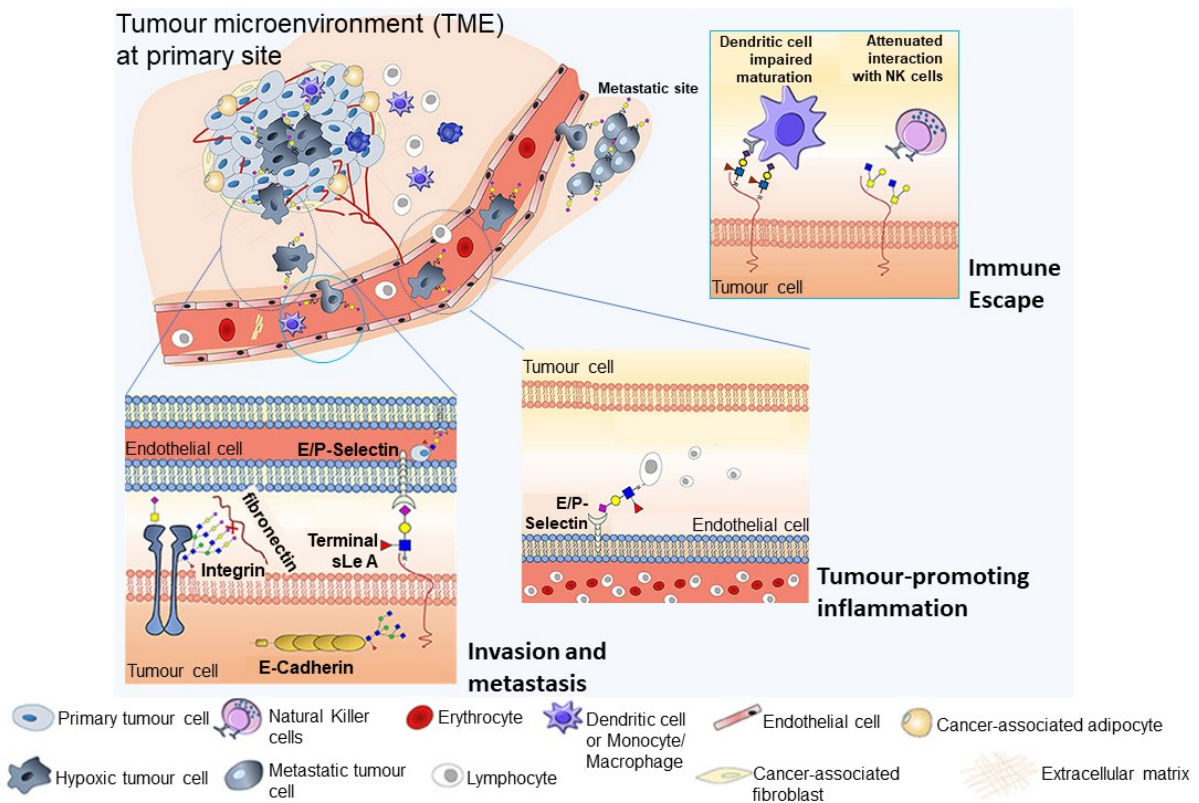 Tumour microenvironment (TME)
at primary site
Metastatic site
Dendritic cell
impaired
maturation
Attenuated
interaction
with NK cells
Tumour cell
Immune
Escape
Endothelial cell
E/P-Selectin
fibronectin
Integrin
Terminal
sLe A
Tumour cell
E-Cadherin
Invasion and
metastasis
Tumour cell
E/P-
Selectin
Endothelial cell
Tumour-promoting
inflammation
Primary tumour cell
Natural Killer
cells
Erythrocyte
Dendritic cell
or Monocyte/
Macrophage
Endothelial cell
Cancer-associated adipocyte
Hypoxic tumour cell
Metastatic tumour
cell
Lymphocyte
Cancer-associated
fibroblast
Extracellular matrix